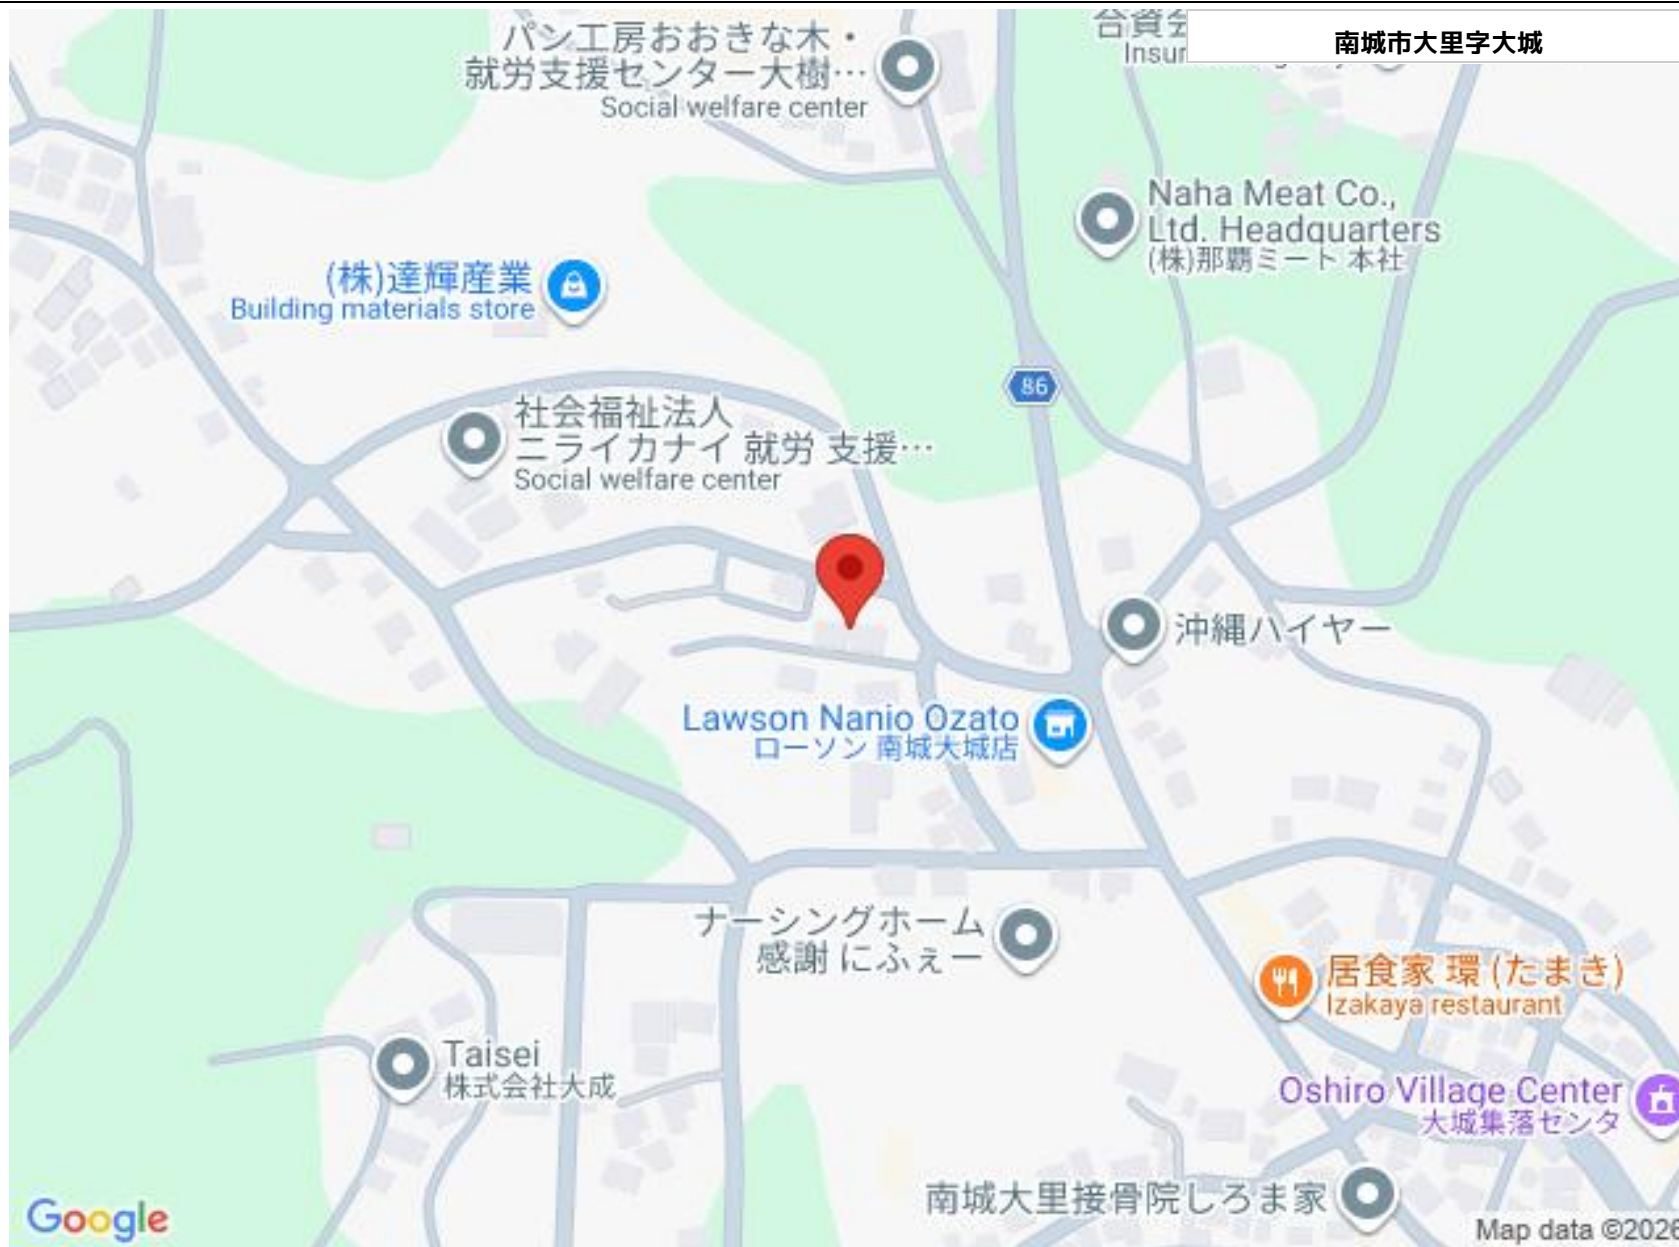 パン工房おおきな木・
就労支援センター大樹…
Social welfare center
南城市大里字大城
Naha Meat Co.,
Ltd. Headquarters
(株)那覇ミート 本社
(株)達輝産業
Building materials store
86
社会福祉法人
ニライカナイ 就労 支援…
Social welfare center
沖縄ハイヤー
Lawson Nanjo Ozato
ローソン 南城大城店
ナーシングホーム
感謝 にふぇー
居食家 環 (たまき)
Izakaya restaurant
Taisei
株式会社大成
Oshiro Village Center
大城集落センタ
南城大里接骨院しろま家
Google
Map data ©2026